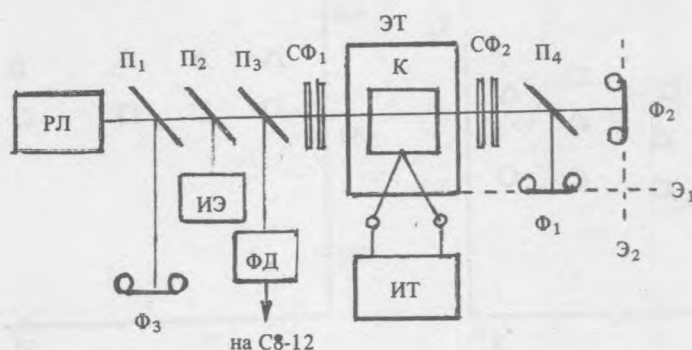 ЭТ
П₁ П₂ П₃ СФ₁ К СФ₂ П₄
РЛ Ф₂
ИЭ
Э₁
Ф₁
ФД Э₂
ИТ
Ф₃
на С8-12